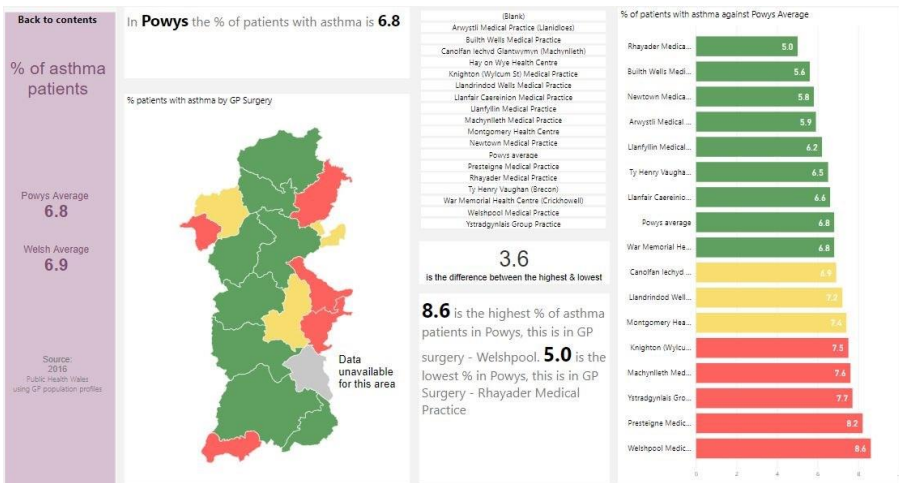 Back to contents
% of asthma
patients
Powys Average
6.8
Welsh Average
6.9
Source:
2016
Public Health Wales
using GP population profiles
In Powys the % of patients with asthma is 6.8
% patients with asthma by GP Surgery
Data
unavailable
for this area
(Blank)
Arwystli Medical Practice (Llanidloes)
Builth Wells Medical Practice
Canolfan Iechyd Glantwymyn (Machynlleth)
Hay on Wye Health Centre
Knighton (Wylcum St) Medical Practice
Llandrindod Wells Medical Practice
Llanfair Caereinion Medical Practice
Llanfyllin Medical Practice
Machynlleth Medical Practice
Montgomery Health Centre
Newtown Medical Practice
Powys average
Presteigne Medical Practice
Rhayader Medical Practice
Ty Henry Vaughan (Brecon)
War Memorial Health Centre (Crickhowell)
Welshpool Medical Practice
Ystradgynlais Group Practice
3.6
is the difference between the highest & lowest
8.6 is the highest % of asthma
patients in Powys, this is in GP
surgery - Welshpool. 5.0 is the
lowest % in Powys, this is in GP
Surgery - Rhayader Medical
Practice
% of patients with asthma against Powys Average
Rhayader Medica... 5.0
Builth Wells Medi... 5.6
Newtown Medica... 5.8
Arwystli Medical ... 5.9
Llanfyllin Medical... 6.2
Ty Henry Vaugha... 6.5
Llanfair Caereinio... 6.6
Powys average 6.8
War Memorial He... 6.8
Canolfan Iechyd ... 6.9
Llandrindod Well... 7.2
Montgomery Hea... 7.4
Knighton (Wylcu... 7.5
Machynlleth Med... 7.6
Ystradgynlais Gro... 7.7
Presteigne Medic... 8.2
Welshpool Medic... 8.6
0 2 4 6 8